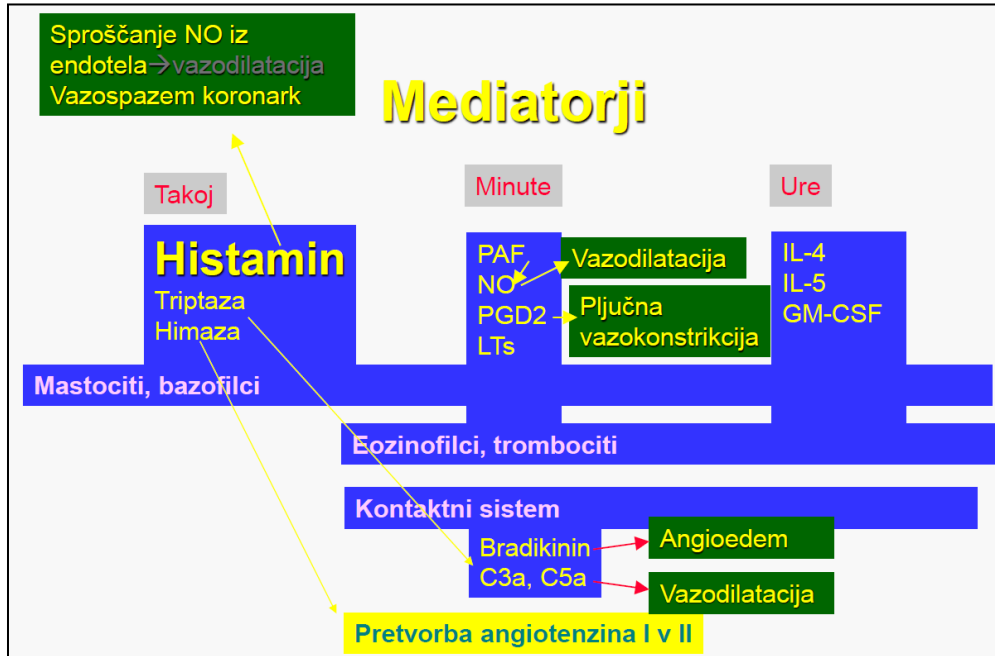 Sproščanje NO iz
endotela→vazodilatacija
Vazospazem koronark
Mediatorji
Takoj
Minute
Ure
Histamin
Triptaza
Himaza
PAF
NO
PGD2
LTs
Vazodilatacija
Pljučna
vazokonstrikcija
IL-4
IL-5
GM-CSF
Mastociti, bazofilci
Eozinofilci, trombociti
Kontaktni sistem
Bradikinin
C3a, C5a
Angioedem
Vazodilatacija
Pretvorba angiotenzina I v II